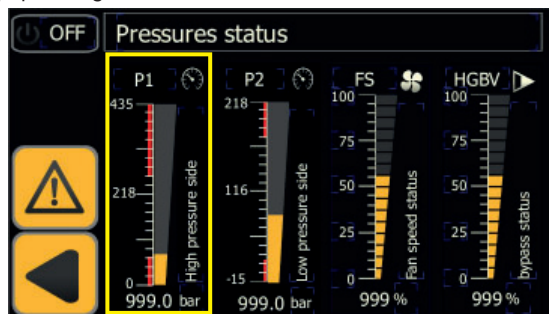 OFF Pressures status
P1 P2 FS HGBV
435 218 100 100
75 75
218 116 50 50
25 25
0 -15 0 0
High pressure side
Low pressure side
Fan speed status
bypass status
999.0 bar 999.0 bar 999 % 999 %